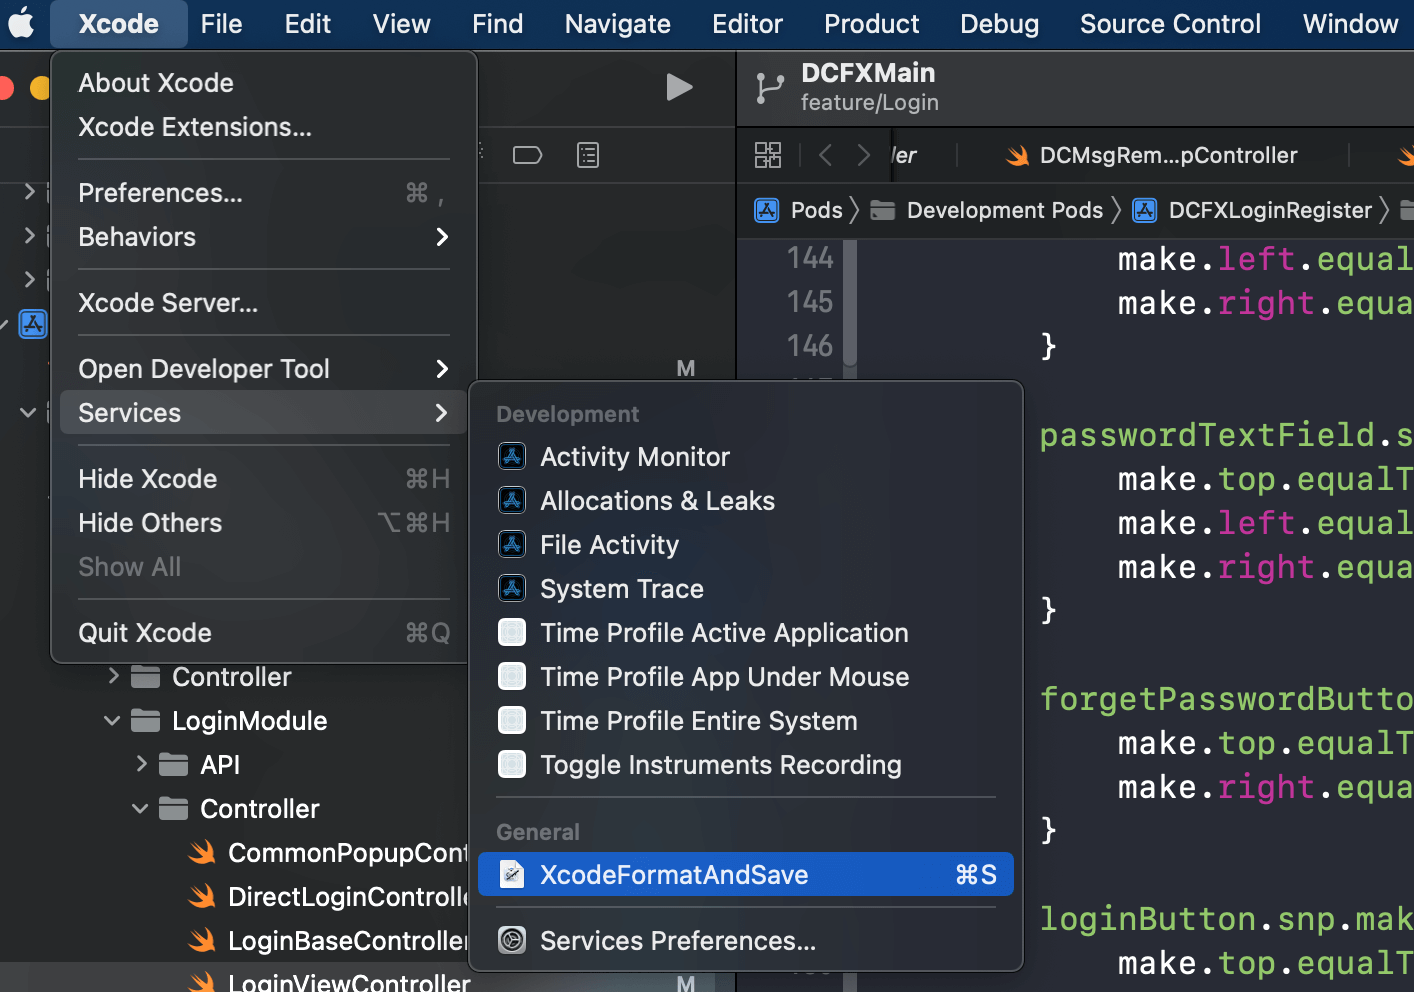 Xcode File Edit View Find Navigate Editor Product Debug Source Control Window
About Xcode
Xcode Extensions...
Preferences... ⌘ ,
Behaviors
Xcode Server...
Open Developer Tool
Services
Hide Xcode ⌘H
Hide Others ⌥⌘H
Show All
Quit Xcode ⌘Q
Development
Activity Monitor
Allocations & Leaks
File Activity
System Trace
Time Profile Active Application
Time Profile App Under Mouse
Time Profile Entire System
Toggle Instruments Recording
General
XcodeFormatAndSave ⌘S
Services Preferences...
M
Controller
LoginModule
API
Controller
CommonPopupCont
DirectLoginControlle
LoginBaseController
LoginViewController
M
DCFXMain
feature/Login
ler DCMsgRem...pController
Pods Development Pods DCFXLoginRegister
144 make.left.equal
145 make.right.equa
146 }
passwordTextField.s
make.top.equalT
make.left.equal
make.right.equa
}
forgetPasswordButto
make.top.equalT
make.right.equa
}
loginButton.snp.mak
make.top.equalT